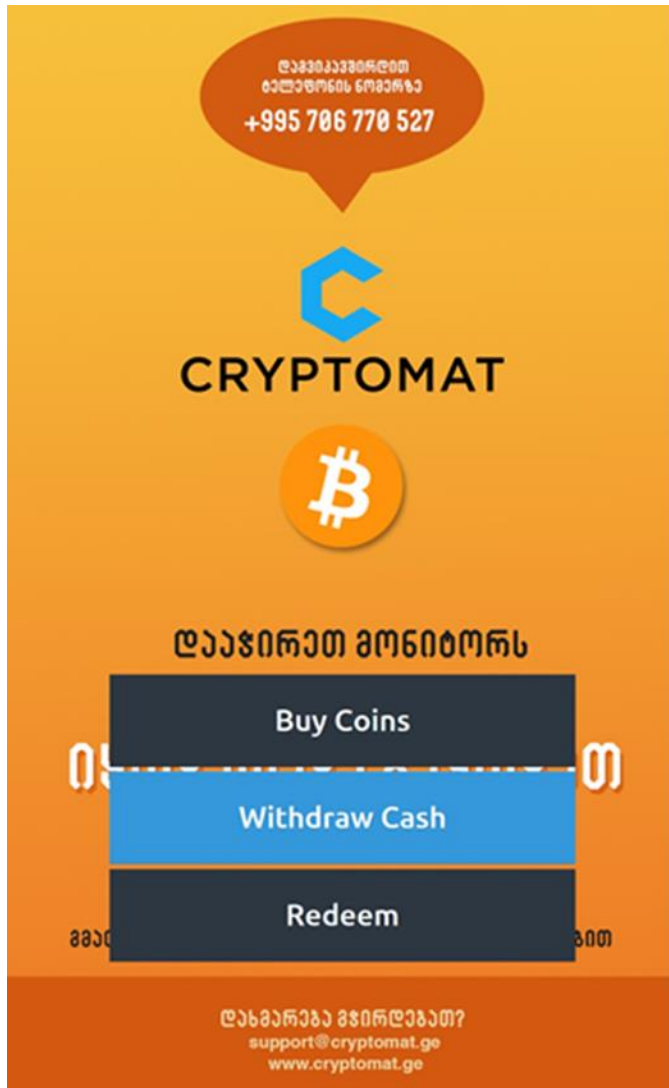 დაგვიკავშირდით
ტელეფონის ნომერზე
+995 706 770 527
CRYPTOMAT
დააჭირეთ მონიტორს
Buy Coins
Withdraw Cash
Redeem
დახმარება გჭირდებათ?
support@cryptomat.ge
www.cryptomat.ge